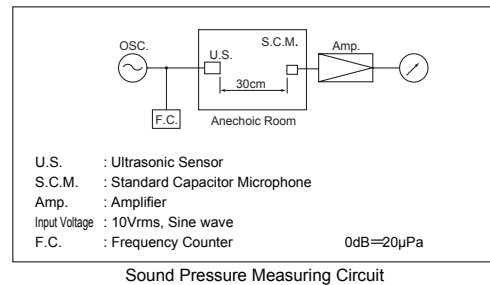 OSC.
U.S.
S.C.M.
Amp.
30cm
F.C.
Anechoic Room
U.S. : Ultrasonic Sensor
S.C.M. : Standard Capacitor Microphone
Amp. : Amplifier
Input Voltage : 10Vrms, Sine wave
F.C. : Frequency Counter 0dB=20μPa
Sound Pressure Measuring Circuit